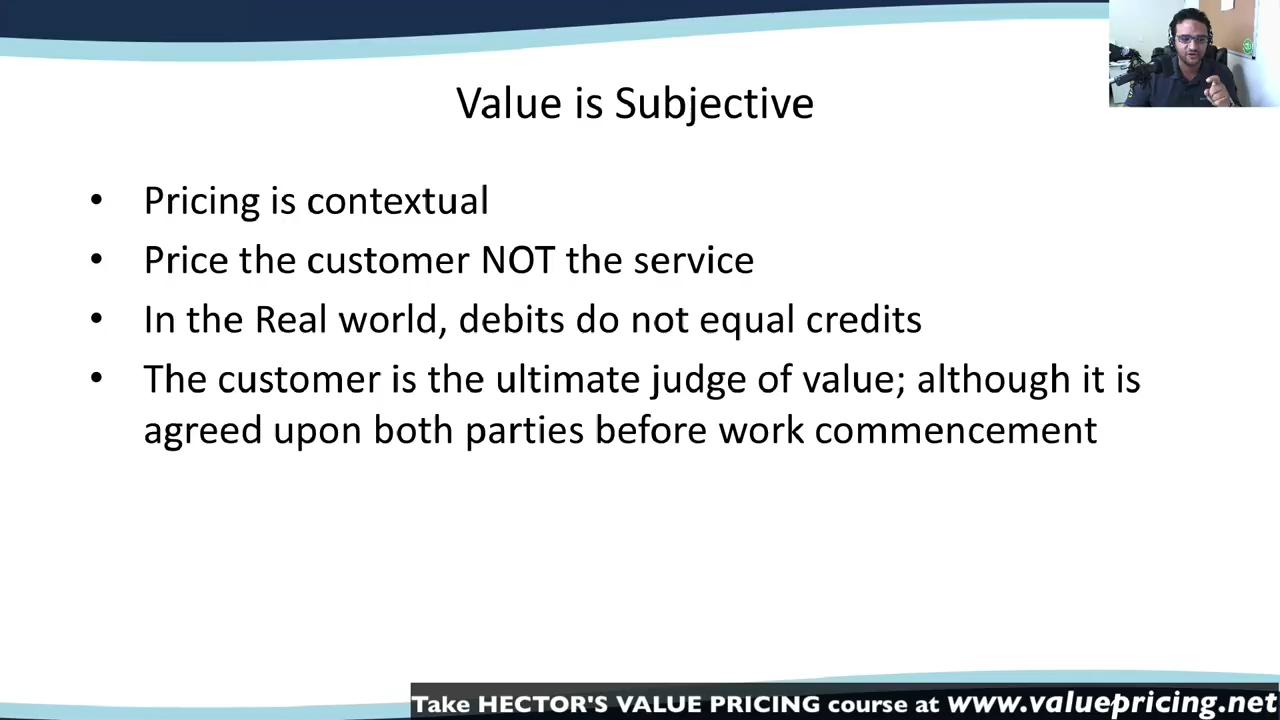 Value is Subjective
• Pricing is contextual
• Price the customer NOT the service
• In the Real world, debits do not equal credits
• The customer is the ultimate judge of value; although it is
agreed upon both parties before work commencement
Take HECTOR'S VALUE PRICING course at www.valuepricing.net